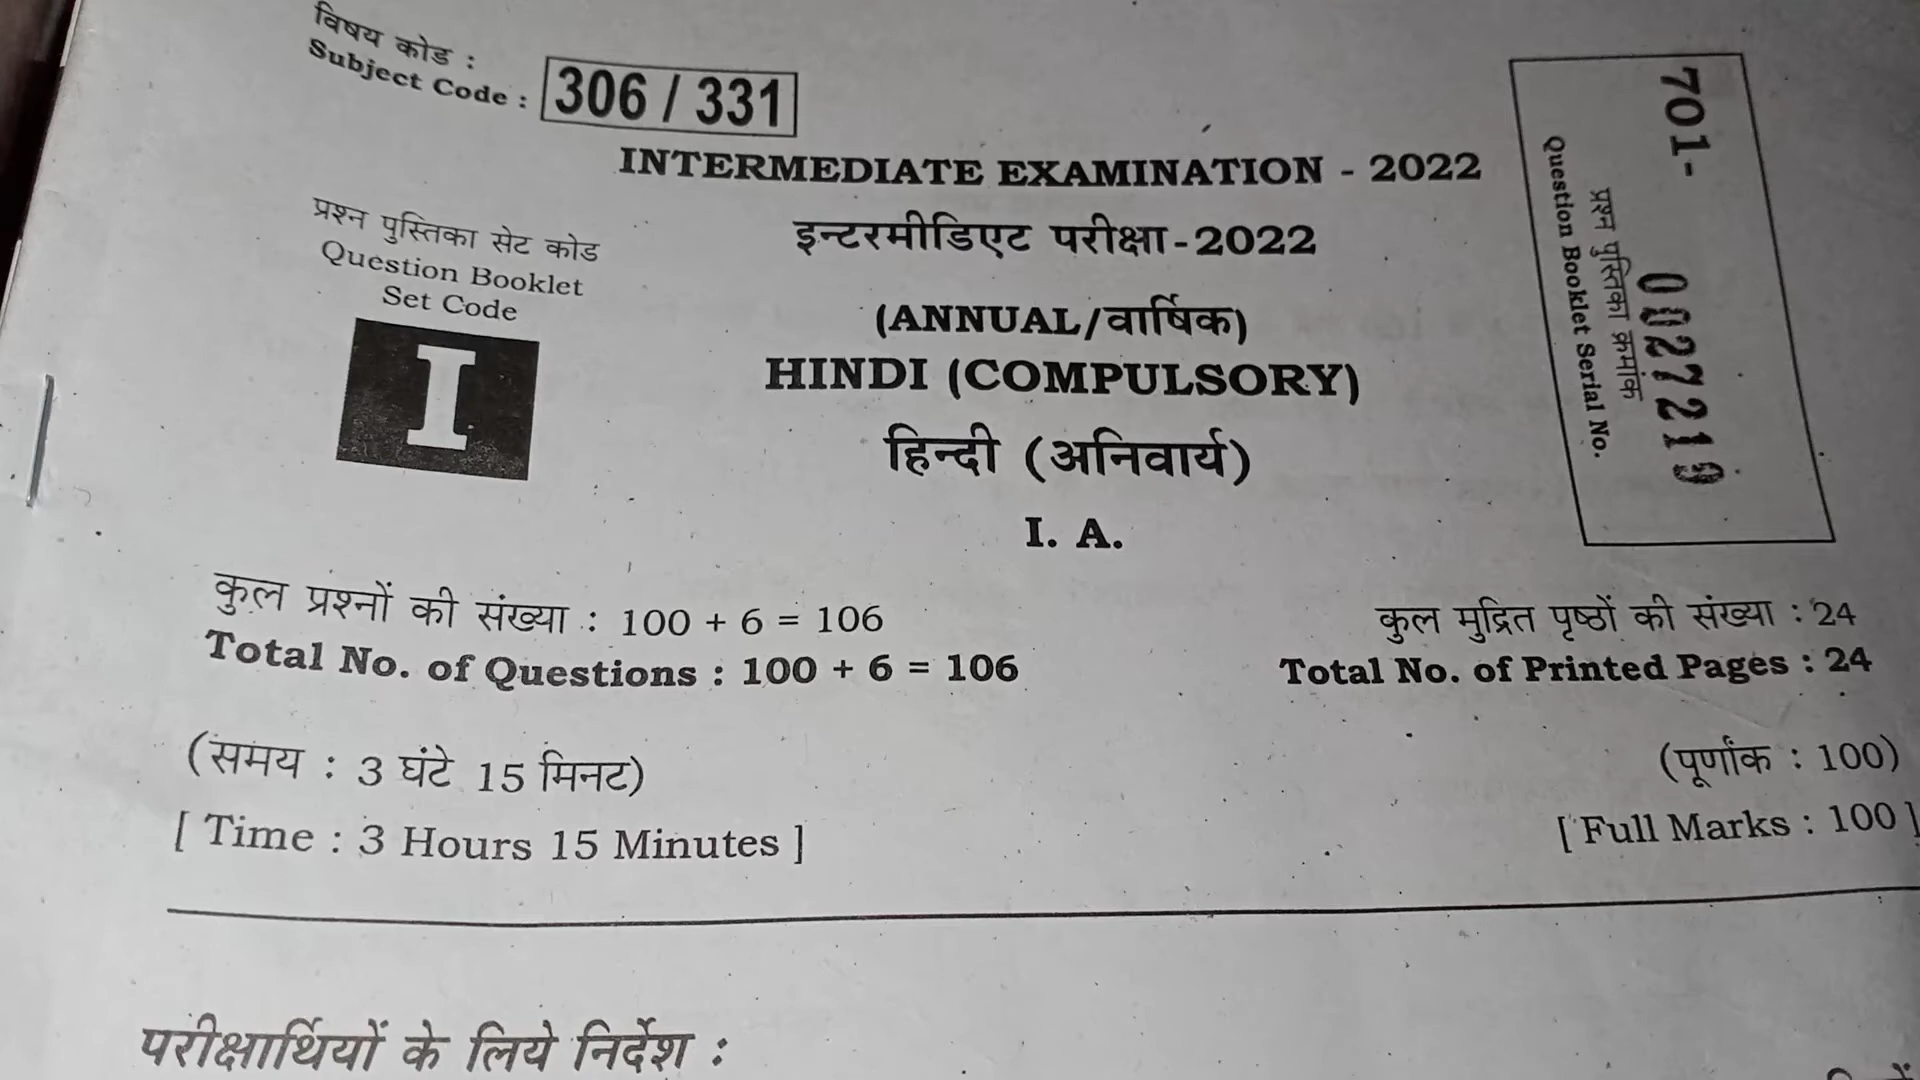 विषय कोड :
Subject Code :
306 / 331
INTERMEDIATE EXAMINATION - 2022
इन्टरमीडिएट परीक्षा-2022
(ANNUAL/वार्षिक)
HINDI (COMPULSORY)
हिन्दी (अनिवार्य)
I. A.
प्रश्न पुस्तिका सेट कोड
Question Booklet
Set Code
I
701-
0027219
प्रश्न पुस्तिका क्रमांक
Question Booklet Serial No.
कुल प्रश्नों की संख्या : 100 + 6 = 106
Total No. of Questions : 100 + 6 = 106
कुल मुद्रित पृष्ठों की संख्या : 24
Total No. of Printed Pages : 24
(समय : 3 घंटे 15 मिनट)
[ Time : 3 Hours 15 Minutes ]
(पूर्णांक : 100)
[ Full Marks : 100 ]
परीक्षार्थियों के लिये निर्देश :